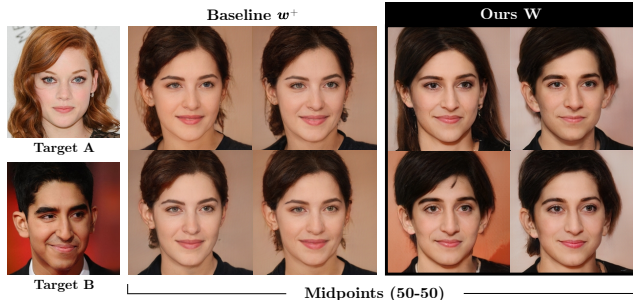 Baseline w⁺
Ours W
Target A
Target B
Midpoints (50-50)